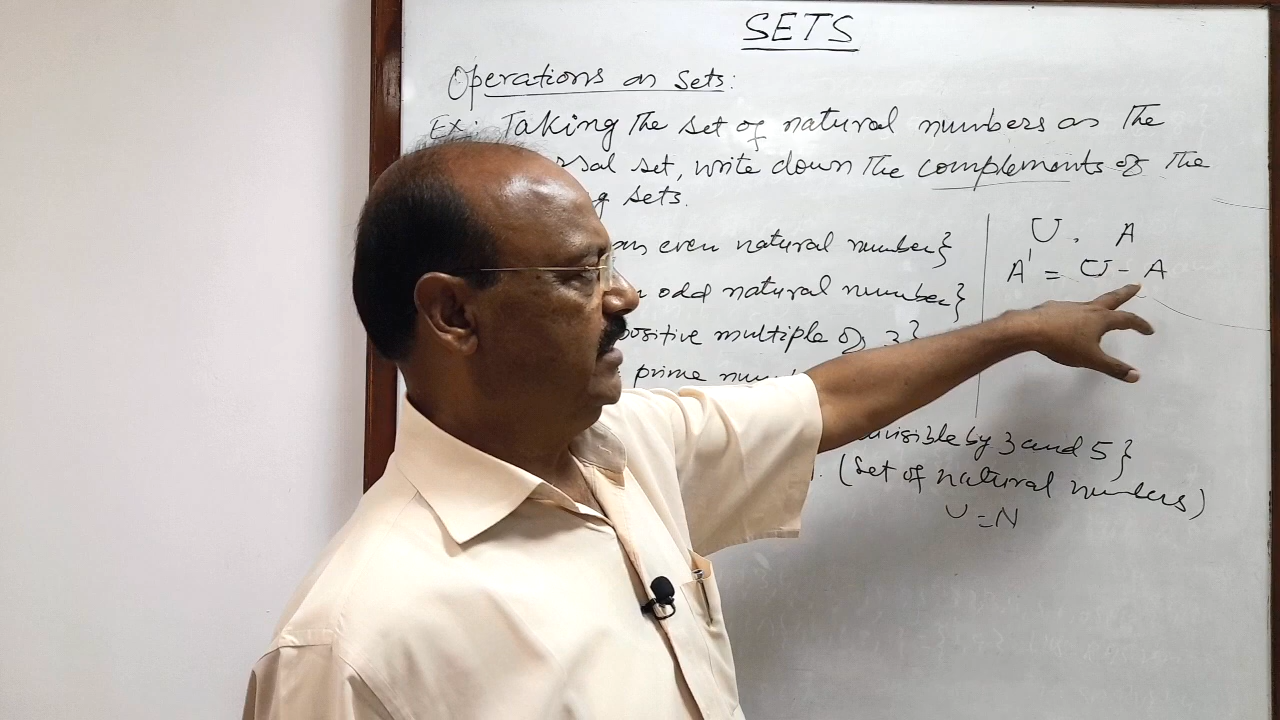 SETS
Operations on sets:
Ex: Taking the set of natural numbers as the
sal set, write down the complements of the
g sets.
an even natural number}
U. A
odd natural number}
A' = U - A
positive multiple of 3}
prime
divisible by 3 and 5}
(set of natural numbers)
U = N